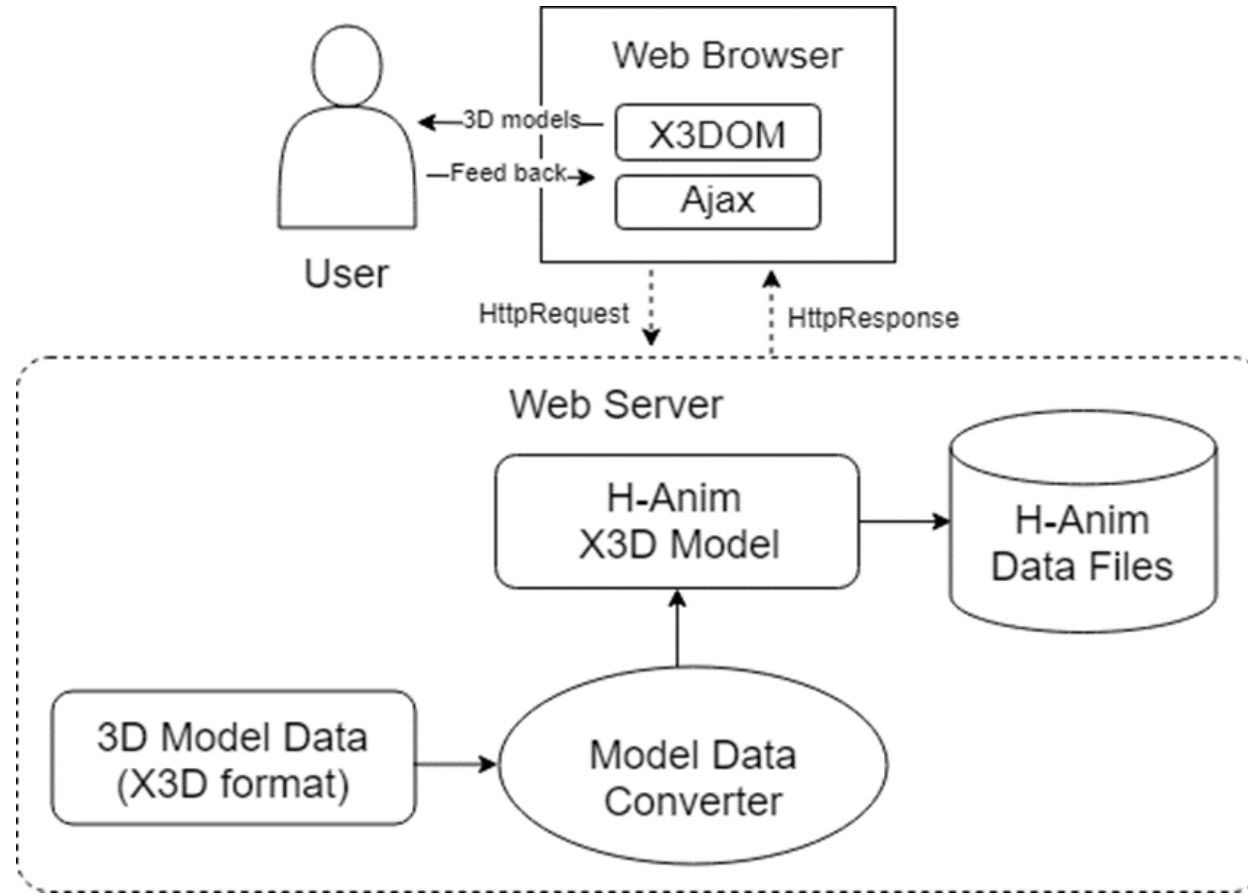 Web Browser
3D models
X3DOM
Feed back
Ajax
User
HttpRequest
HttpResponse
Web Server
H-Anim
X3D Model
H-Anim
Data Files
3D Model Data
(X3D format)
Model Data
Converter